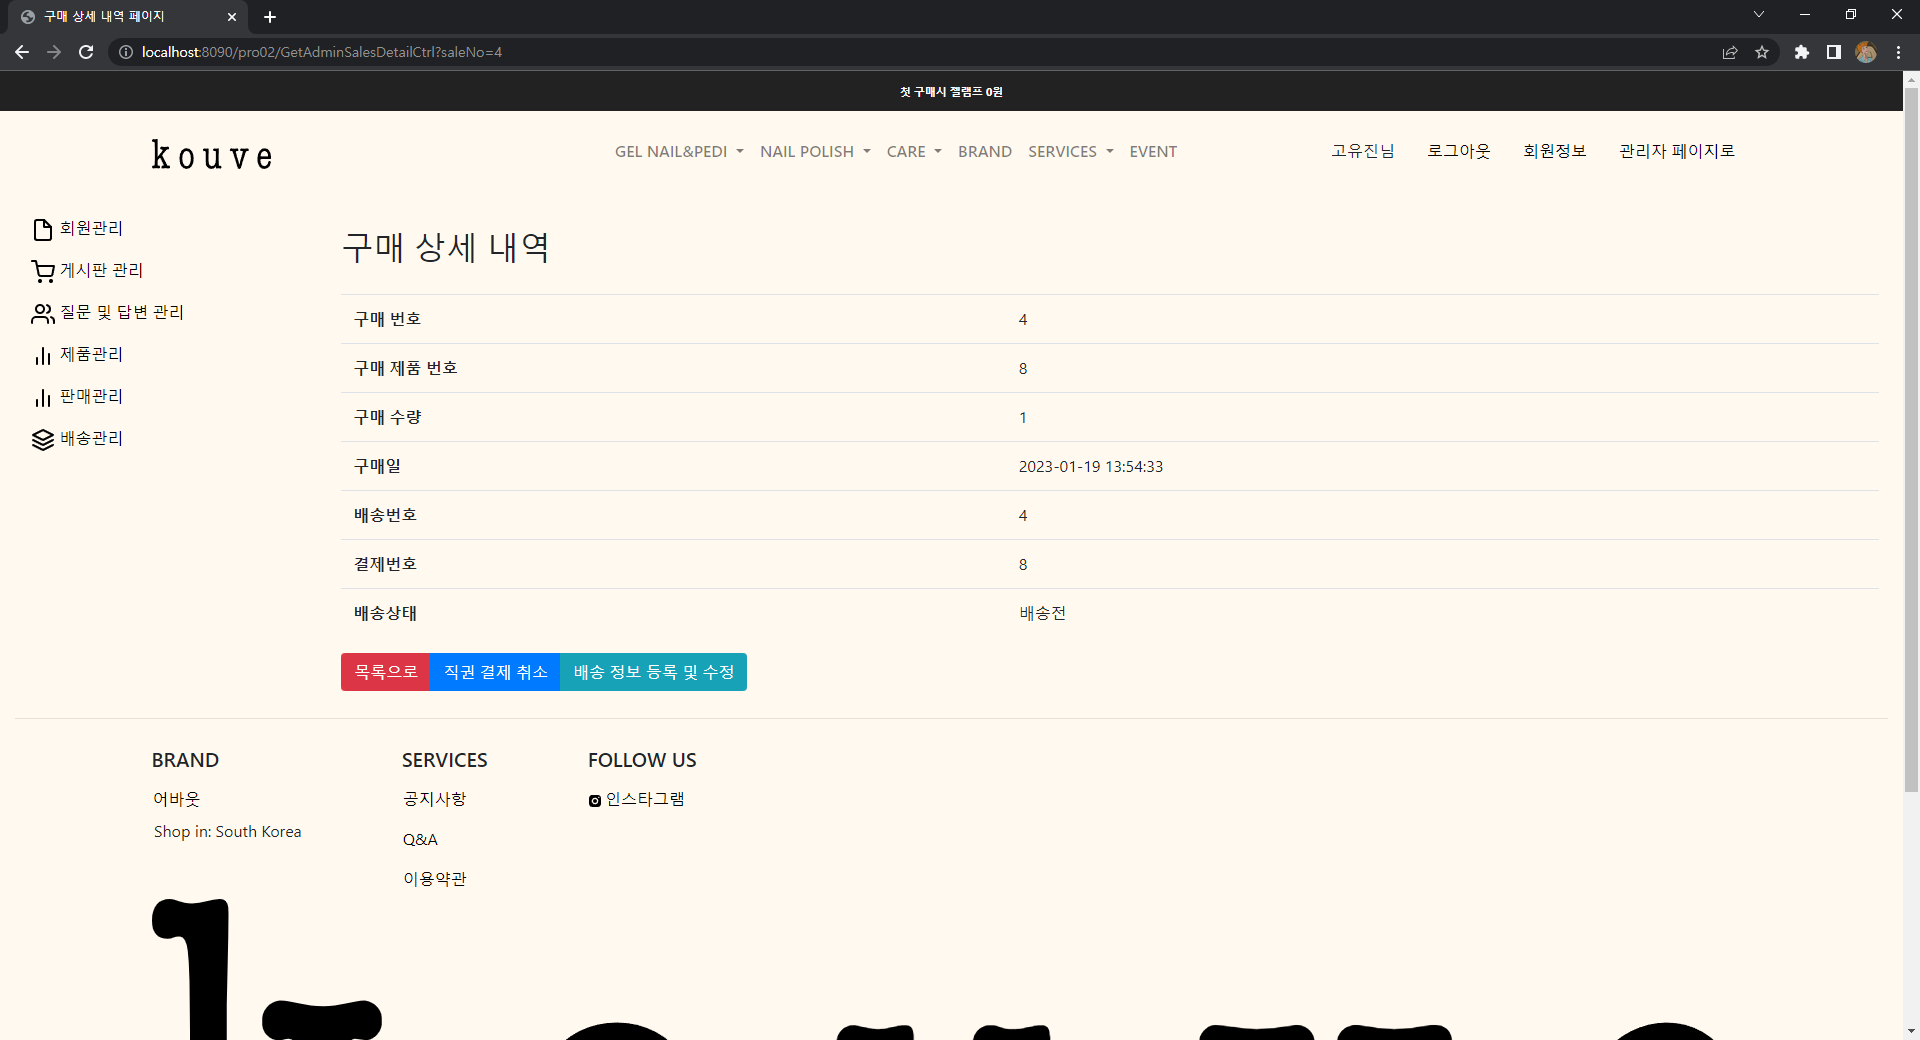 구매 상세 내역 페이지
localhost:8090/pro02/GetAdminSalesDetailCtrl?saleNo=4
첫 구매시 젤램프 0원
kouve
GEL NAIL&PEDI NAIL POLISH CARE BRAND SERVICES EVENT
고유진님 로그아웃 회원정보 관리자 페이지로
회원관리
게시판 관리
질문 및 답변 관리
제품관리
판매관리
배송관리
구매 상세 내역
구매 번호 4
구매 제품 번호 8
구매 수량 1
구매일 2023-01-19 13:54:33
배송번호 4
결제번호 8
배송상태 배송전
목록으로 직권 결제 취소 배송 정보 등록 및 수정
BRAND
어바웃
Shop in: South Korea
SERVICES
공지사항
Q&A
이용약관
FOLLOW US
인스타그램